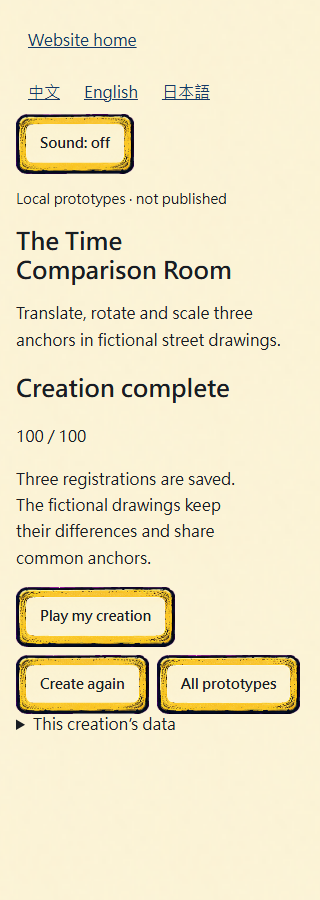 Website home
中文 English 日本語
Sound: off
Local prototypes · not published
The Time
Comparison Room
Translate, rotate and scale three
anchors in fictional street drawings.
Creation complete
100 / 100
Three registrations are saved.
The fictional drawings keep
their differences and share
common anchors.
Play my creation
Create again All prototypes
This creation’s data